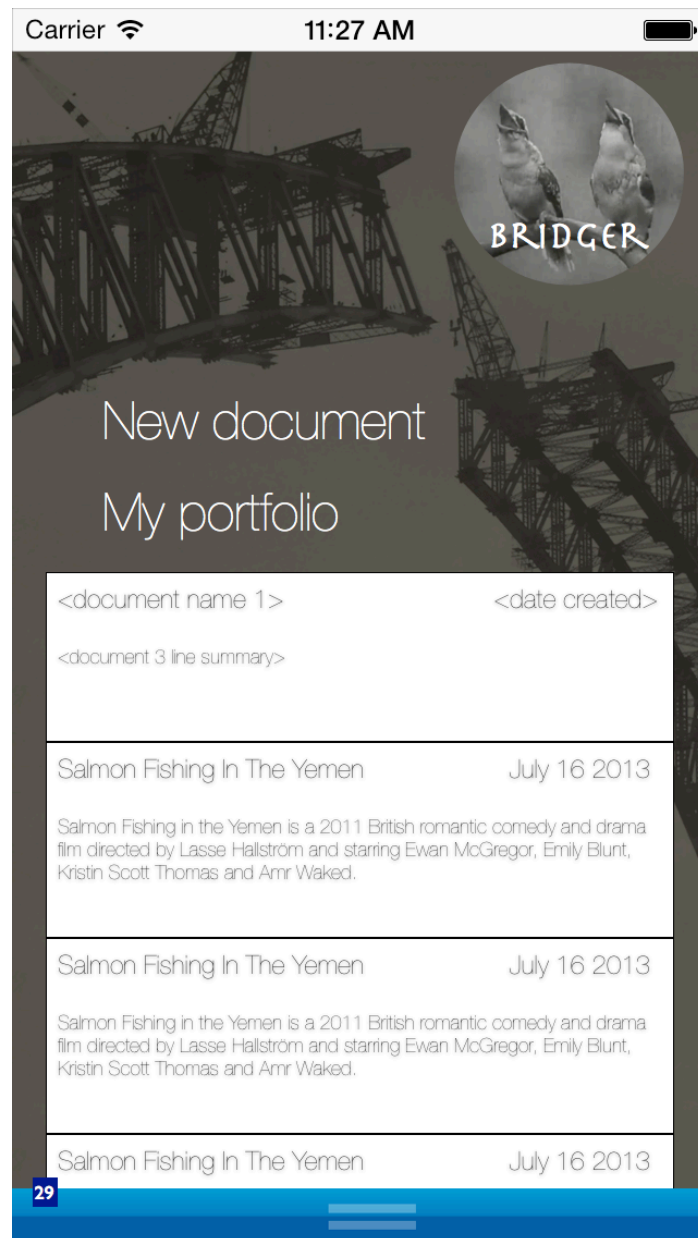 Carrier 11:27 AM
BRIDGER
New document
My portfolio
<document name 1> <date created>
<document 3 line summary>
Salmon Fishing In The Yemen July 16 2013
Salmon Fishing in the Yemen is a 2011 British romantic comedy and drama
film directed by Lasse Hallström and starring Ewan McGregor, Emily Blunt,
Kristin Scott Thomas and Amr Waked.
Salmon Fishing In The Yemen July 16 2013
Salmon Fishing in the Yemen is a 2011 British romantic comedy and drama
film directed by Lasse Hallström and starring Ewan McGregor, Emily Blunt,
Kristin Scott Thomas and Amr Waked.
Salmon Fishing In The Yemen July 16 2013
29